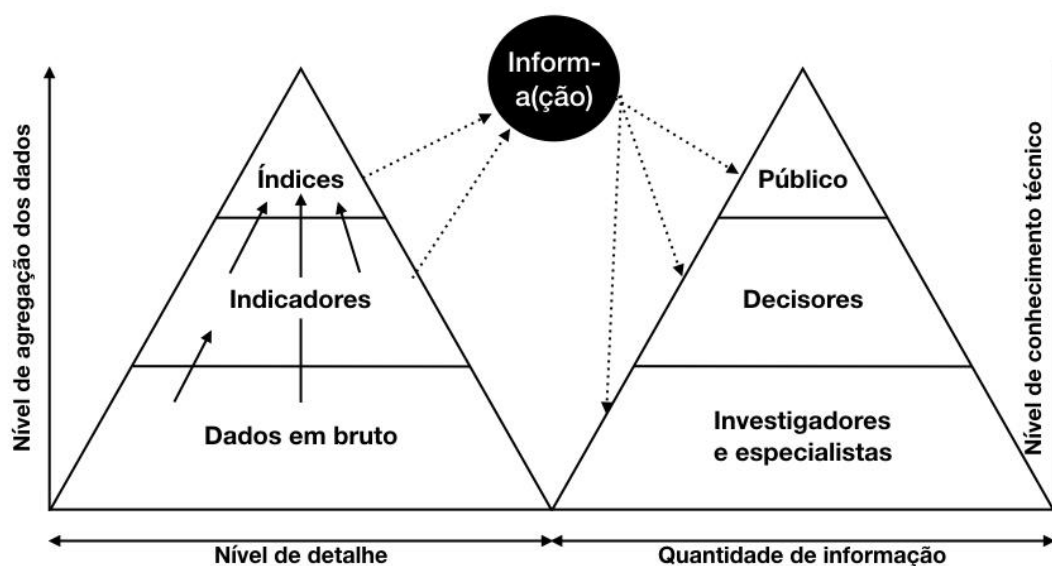 Inform-
a(ção)
Nível de agregação dos dados
Índices
Indicadores
Dados em bruto
Nível de detalhe
Público
Decisores
Investigadores
e especialistas
Quantidade de informação
Nível de conhecimento técnico